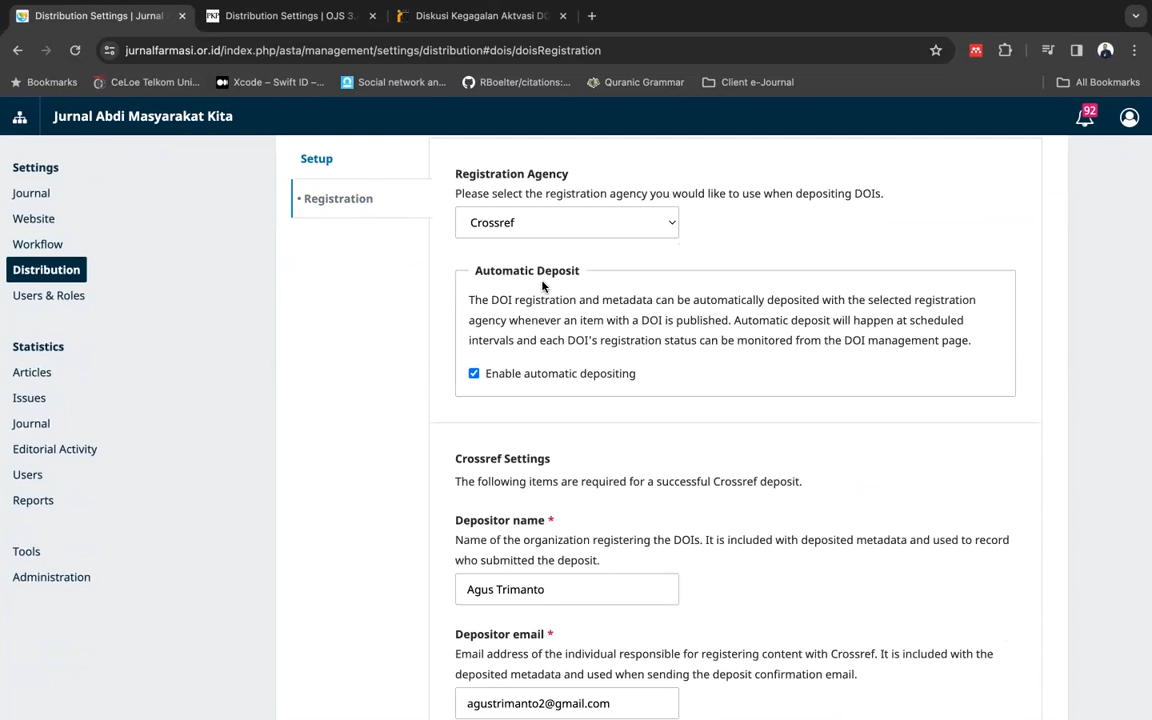 Distribution Settings | Jurnal
Distribution Settings | OJS 3.
Diskusi Kegagalan Aktvasi DO
jurnalfarmasi.or.id/index.php/asta/management/settings/distribution#dois/doisRegistration
Bookmarks
CeLoe Telkom Uni...
Xcode – Swift ID –...
Social network an...
RBoelter/citations:...
Quranic Grammar
Client e-Journal
All Bookmarks
Jurnal Abdi Masyarakat Kita
92
Settings
Journal
Website
Workflow
Distribution
Users & Roles
Statistics
Articles
Issues
Journal
Editorial Activity
Users
Reports
Tools
Administration
Setup
• Registration
Registration Agency
Please select the registration agency you would like to use when depositing DOIs.
Crossref
Automatic Deposit
The DOI registration and metadata can be automatically deposited with the selected registration
agency whenever an item with a DOI is published. Automatic deposit will happen at scheduled
intervals and each DOI's registration status can be monitored from the DOI management page.
Enable automatic depositing
Crossref Settings
The following items are required for a successful Crossref deposit.
Depositor name *
Name of the organization registering the DOIs. It is included with deposited metadata and used to record
who submitted the deposit.
Agus Trimanto
Depositor email *
Email address of the individual responsible for registering content with Crossref. It is included with the
deposited metadata and used when sending the deposit confirmation email.
agustrimanto2@gmail.com